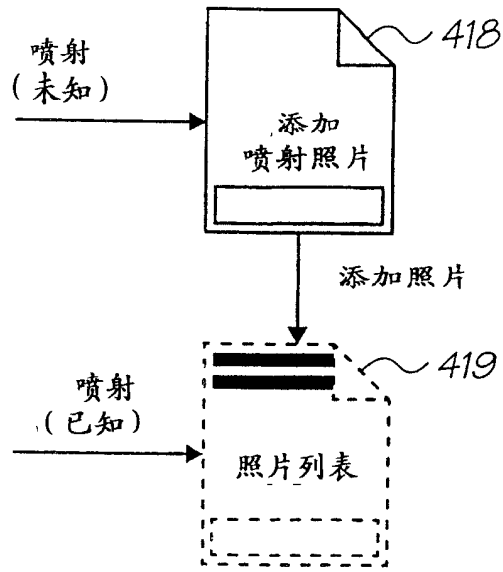 喷射
(未知)
418
添加
喷射照片
添加照片
喷射
(已知)
419
照片列表